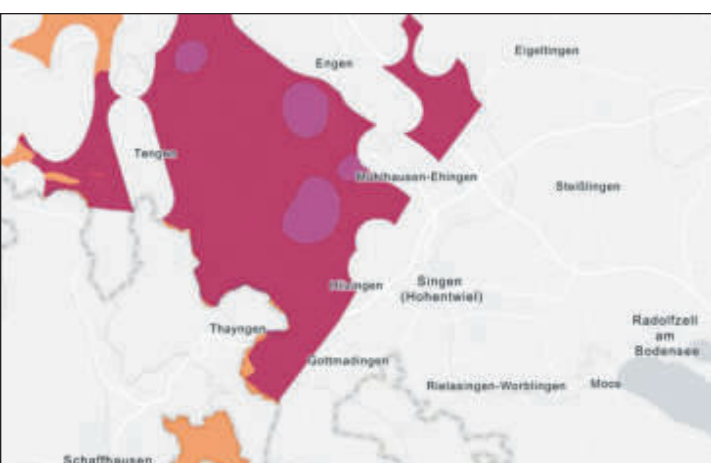 Eigeltingen
Engen
Tengen
Mühlhausen-Ehingen
Steißlingen
Hilzingen
Singen
(Hohentwiel)
Radolfzell
am
Bodensee
Thayngen
Gottmadingen
Rielasingen-Worblingen
Moos
Schaffhausen